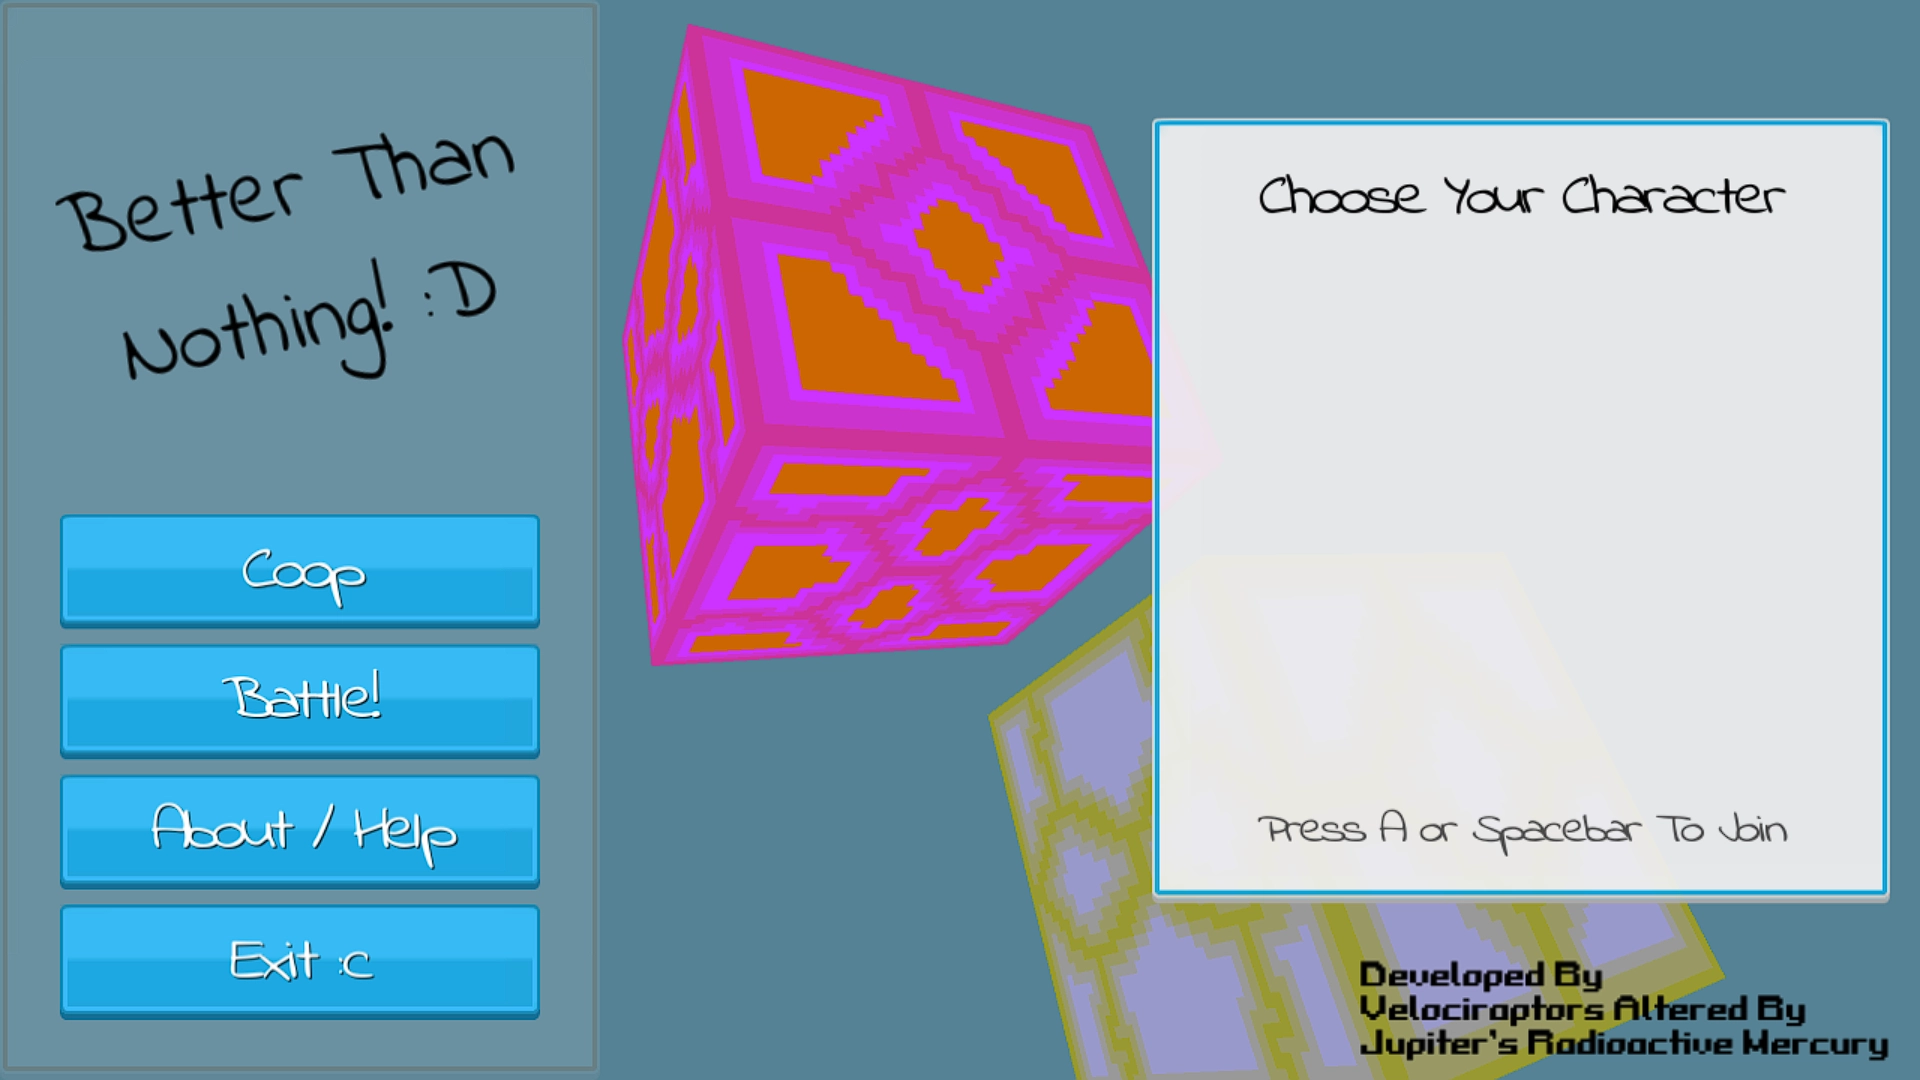 Better Than
Nothing! :D
Coop
Battle!
About / Help
Exit :c
Choose Your Character
Press A or Spacebar To Join
Developed By
Velociraptors Altered By
Jupiter's Radioactive Mercury